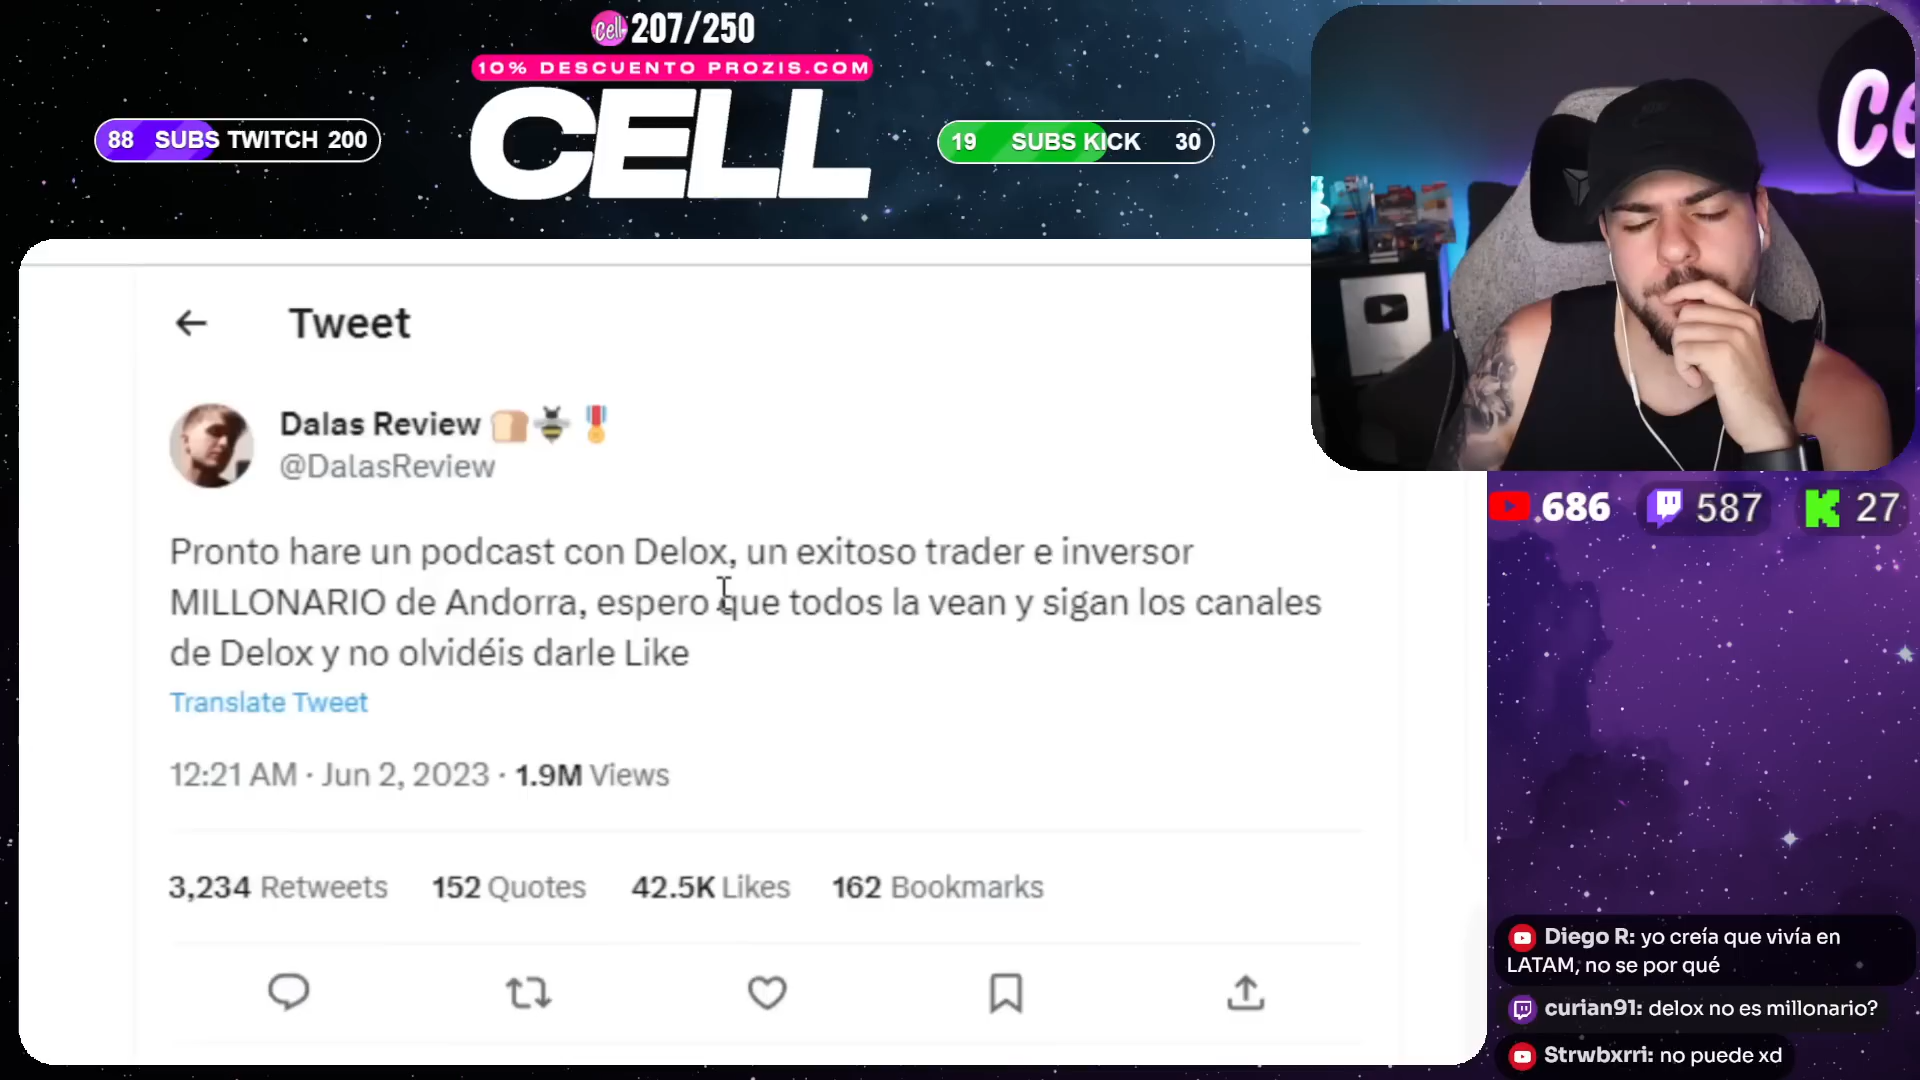 Cell 207/250
10% DESCUENTO PROZIS.COM
CELL
88 SUBS TWITCH 200
19 SUBS KICK 30
Ce
← Tweet
Dalas Review
@DalasReview
Pronto hare un podcast con Delox, un exitoso trader e inversor
MILLONARIO de Andorra, espero que todos la vean y sigan los canales
de Delox y no olvidéis darle Like
Translate Tweet
12:21 AM · Jun 2, 2023 · 1.9M Views
3,234 Retweets 152 Quotes 42.5K Likes 162 Bookmarks
686 587 K 27
Diego R: yo creía que vivía en
LATAM, no se por qué
curian91: delox no es millonario?
Strwbxrri: no puede xd